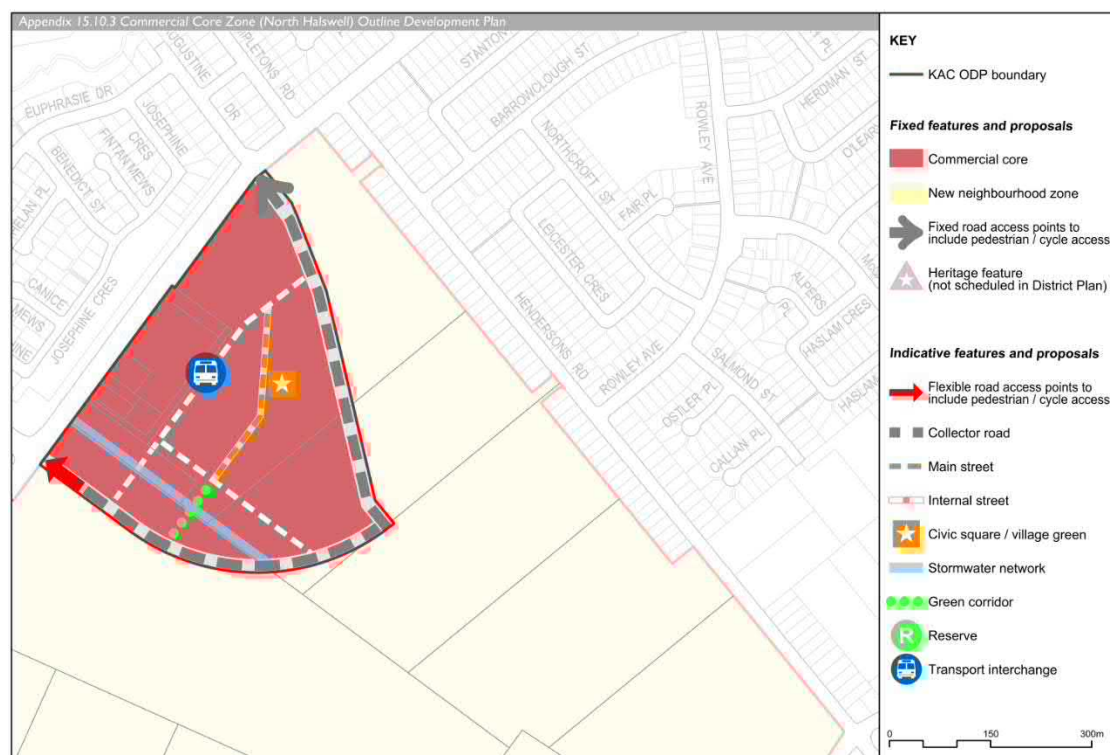 Appendix 15.10.3 Commercial Core Zone (North Halswell) Outline Development Plan
KEY
KAC ODP boundary
Fixed features and proposals
Commercial core
New neighbourhood zone
Fixed road access points to
include pedestrian / cycle access
Heritage feature
(not scheduled in District Plan)
Indicative features and proposals
Flexible road access points to
include pedestrian / cycle access
Collector road
Main street
Internal street
Civic square / village green
Stormwater network
Green corridor
R
Reserve
Transport interchange
0
150
300m
AUGUSTINE
DR
STANTON
BARROWCLOUGH ST
EUPHRASIE DR
JOSEPHINE
CRES
FINTAN MEWS
BENEDICT ST
CANICE
MEWS
JOSEPHINE CRES
NORTHCROFT
ST
FAIR PL
ROWLEY AVE
LEICESTER CRES
HERDMAN ST
HENDERSONS
RD
ROWLEY AVE
ALPERS
PL
HASLAM CRES
HASLAM
SALMOND ST
OSTLER PL
CALLAN PL